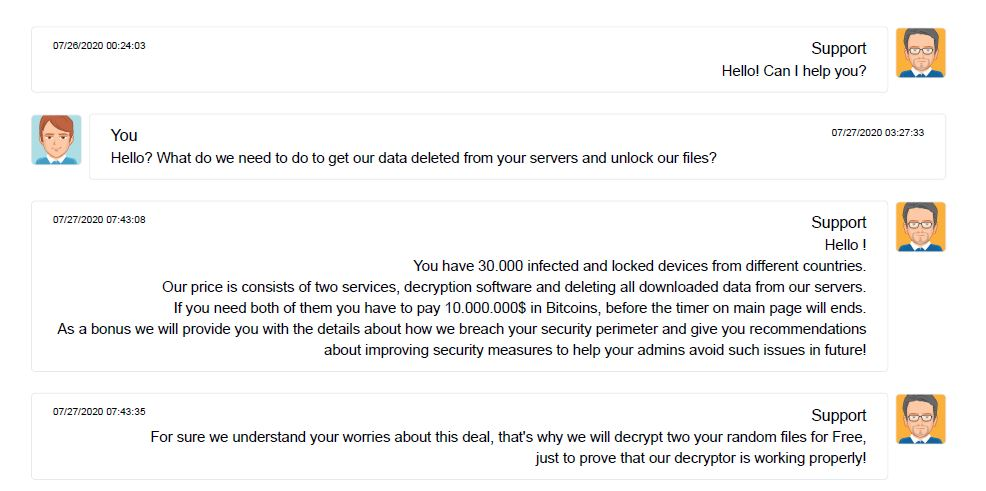 07/26/2020 00:24:03
Support
Hello! Can I help you?
You
07/27/2020 03:27:33
Hello? What do we need to do to get our data deleted from your servers and unlock our files?
07/27/2020 07:43:08
Support
Hello !
You have 30.000 infected and locked devices from different countries.
Our price is consists of two services, decryption software and deleting all downloaded data from our servers.
If you need both of them you have to pay 10.000.000$ in Bitcoins, before the timer on main page will ends.
As a bonus we will provide you with the details about how we breach your security perimeter and give you recommendations
about improving security measures to help your admins avoid such issues in future!
07/27/2020 07:43:35
Support
For sure we understand your worries about this deal, that's why we will decrypt two your random files for Free,
just to prove that our decryptor is working properly!